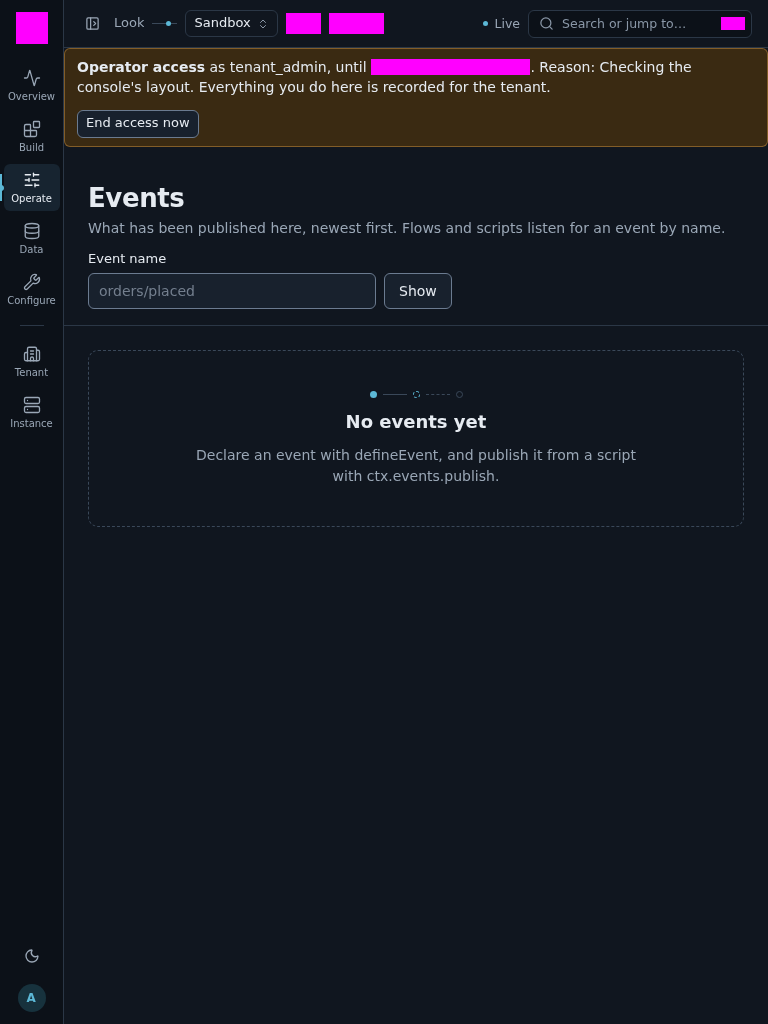 Look
Sandbox
Live
Search or jump to…
Overview
Build
Operate
Data
Configure
Tenant
Instance
A
Operator access as tenant_admin, until
. Reason: Checking the
console's layout. Everything you do here is recorded for the tenant.
End access now
Events
What has been published here, newest first. Flows and scripts listen for an event by name.
Event name
orders/placed
Show
No events yet
Declare an event with defineEvent, and publish it from a script
with ctx.events.publish.